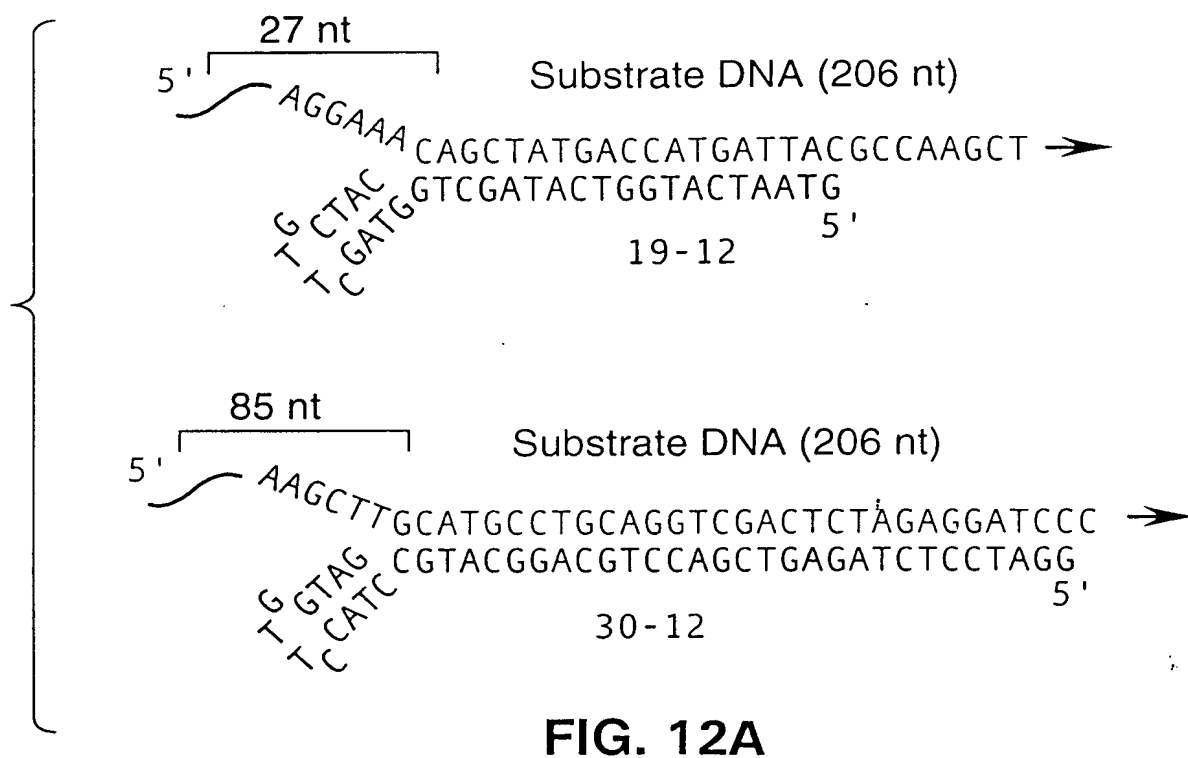 27 nt
5'
Substrate DNA (206 nt)
AGGAAA
CAGCTATGACCATGATTACGCCAAGCT
GTCGATACTGGTACTAATG
5'
CTAC
G
T
T
C
GATG
19-12
85 nt
5'
Substrate DNA (206 nt)
AAGCTT
GCATGCCTGCAGGTCGACTCTAGAGGATCCC
CGTACGGACGTCCAGCTGAGATCTCCTAGG
5'
GTAG
G
T
T
C
CATC
30-12
FIG. 12A